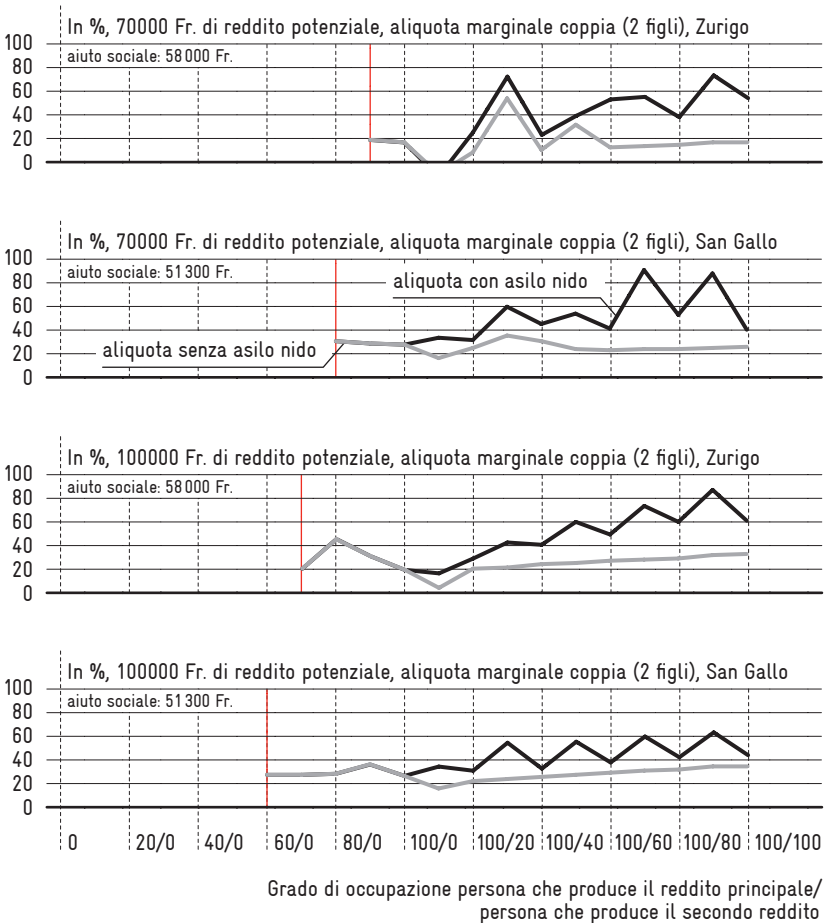 In %, 70000 Fr. di reddito potenziale, aliquota marginale coppia (2 figli), Zurigo
100
aiuto sociale: 58 000 Fr.
80
60
40
20
0
In %, 70000 Fr. di reddito potenziale, aliquota marginale coppia (2 figli), San Gallo
100
aiuto sociale: 51 300 Fr.
aliquota con asilo nido
80
60
40
aliquota senza asilo nido
20
0
In %, 100000 Fr. di reddito potenziale, aliquota marginale coppia (2 figli), Zurigo
100
aiuto sociale: 58 000 Fr.
80
60
40
20
0
In %, 100000 Fr. di reddito potenziale, aliquota marginale coppia (2 figli), San Gallo
100
aiuto sociale: 51 300 Fr.
80
60
40
20
0
0 20/0 40/0 60/0 80/0 100/0 100/20 100/40 100/60 100/80 100/100
Grado di occupazione persona che produce il reddito principale/
persona che produce il secondo reddito